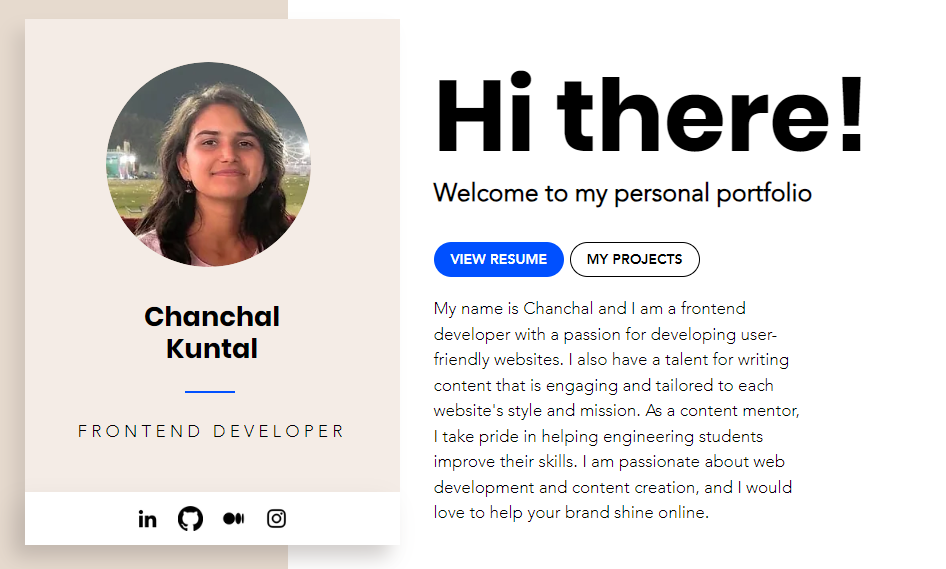 Hi there!
Welcome to my personal portfolio
VIEW RESUME
MY PROJECTS
My name is Chanchal and I am a frontend
developer with a passion for developing user-
friendly websites. I also have a talent for writing
content that is engaging and tailored to each
website's style and mission. As a content mentor,
I take pride in helping engineering students
improve their skills. I am passionate about web
development and content creation, and I would
love to help your brand shine online.
Chanchal
Kuntal
FRONTEND DEVELOPER
in